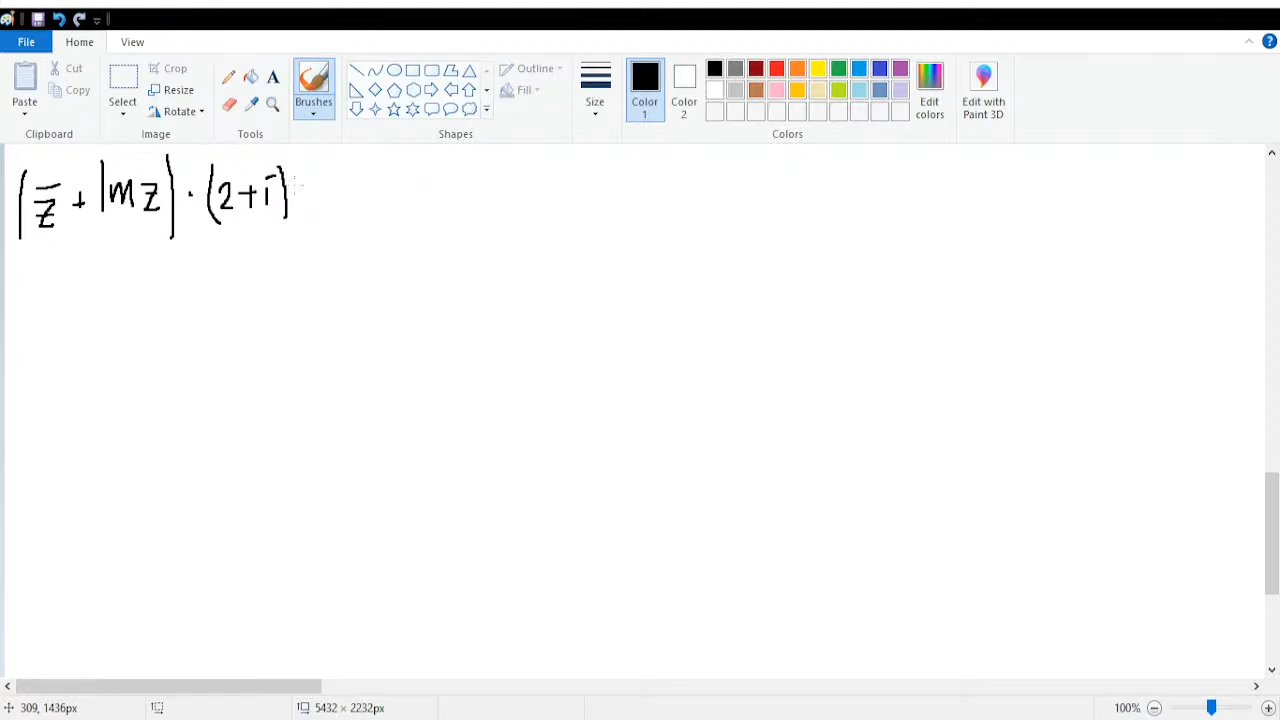 File Home View
Paste Cut Copy Clipboard
Select Crop Resize Rotate Image
Tools
Brushes
Shapes Outline Fill
Size
Color 1 Color 2 Edit colors Edit with Paint 3D Colors
(z̅ + Im z) · (2+i)
309, 1436px 5432 × 2232px 100%